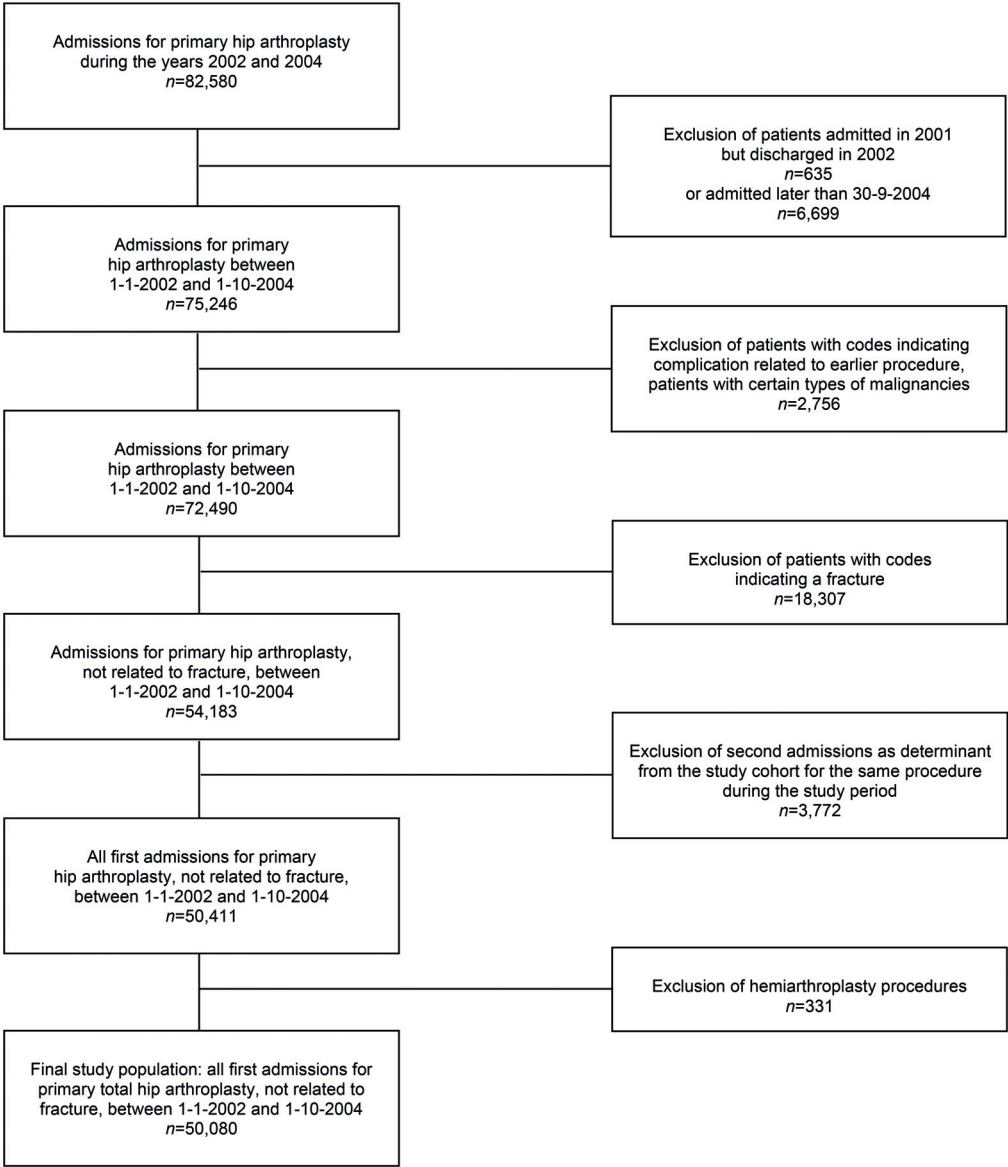 Admissions for primary hip arthroplasty
during the years 2002 and 2004
n=82,580
Exclusion of patients admitted in 2001
but discharged in 2002
n=635
or admitted later than 30-9-2004
n=6,699
Admissions for primary
hip arthroplasty between
1-1-2002 and 1-10-2004
n=75,246
Exclusion of patients with codes indicating
complication related to earlier procedure,
patients with certain types of malignancies
n=2,756
Admissions for primary
hip arthroplasty between
1-1-2002 and 1-10-2004
n=72,490
Exclusion of patients with codes
indicating a fracture
n=18,307
Admissions for primary hip arthroplasty,
not related to fracture, between
1-1-2002 and 1-10-2004
n=54,183
Exclusion of second admissions as determinant
from the study cohort for the same procedure
during the study period
n=3,772
All first admissions for primary
hip arthroplasty, not related to fracture,
between 1-1-2002 and 1-10-2004
n=50,411
Exclusion of hemiarthroplasty procedures
n=331
Final study population: all first admissions for
primary total hip arthroplasty, not related to
fracture, between 1-1-2002 and 1-10-2004
n=50,080